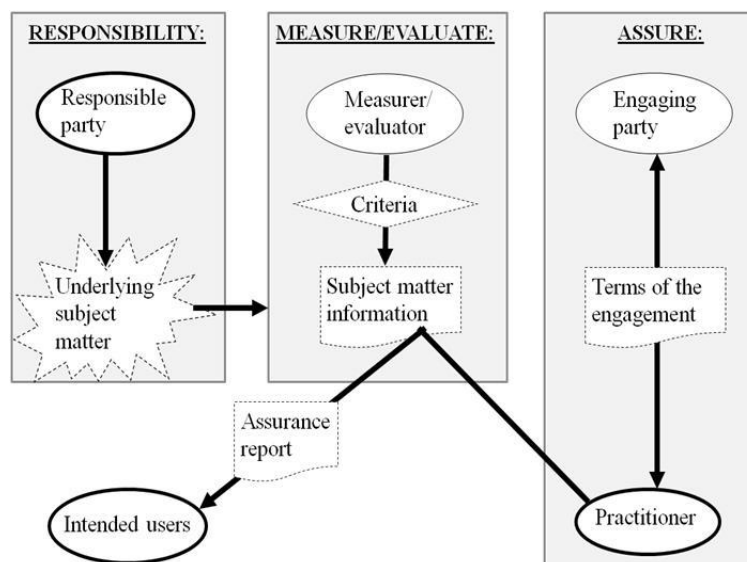 RESPONSIBILITY:
Responsible
party
Underlying
subject
matter
MEASURE/EVALUATE:
Measurer/
evaluator
Criteria
Subject matter
information
ASSURE:
Engaging
party
Terms of the
engagement
Practitioner
Assurance
report
Intended users